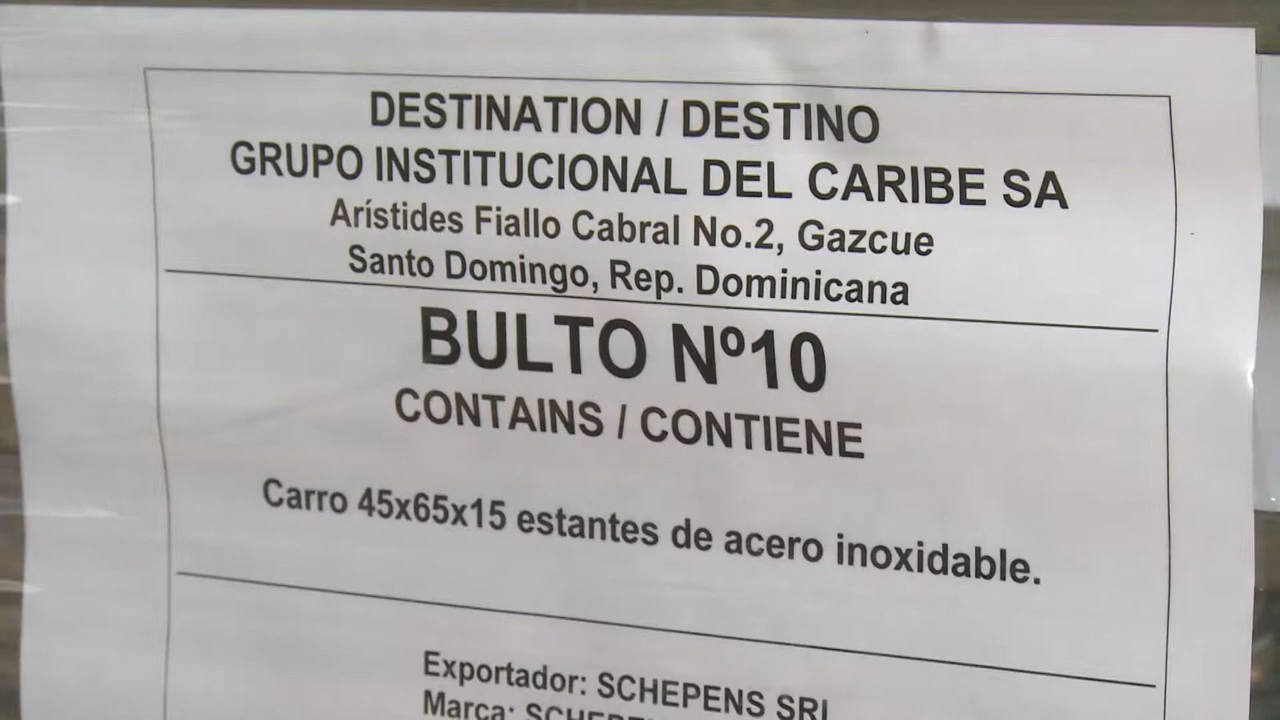 DESTINATION / DESTINO
GRUPO INSTITUCIONAL DEL CARIBE SA
Arístides Fiallo Cabral No.2, Gazcue
Santo Domingo, Rep. Dominicana
BULTO Nº10
CONTAINS / CONTIENE
Carro 45x65x15 estantes de acero inoxidable.
Exportador: SCHEPENS SRL
Marca: